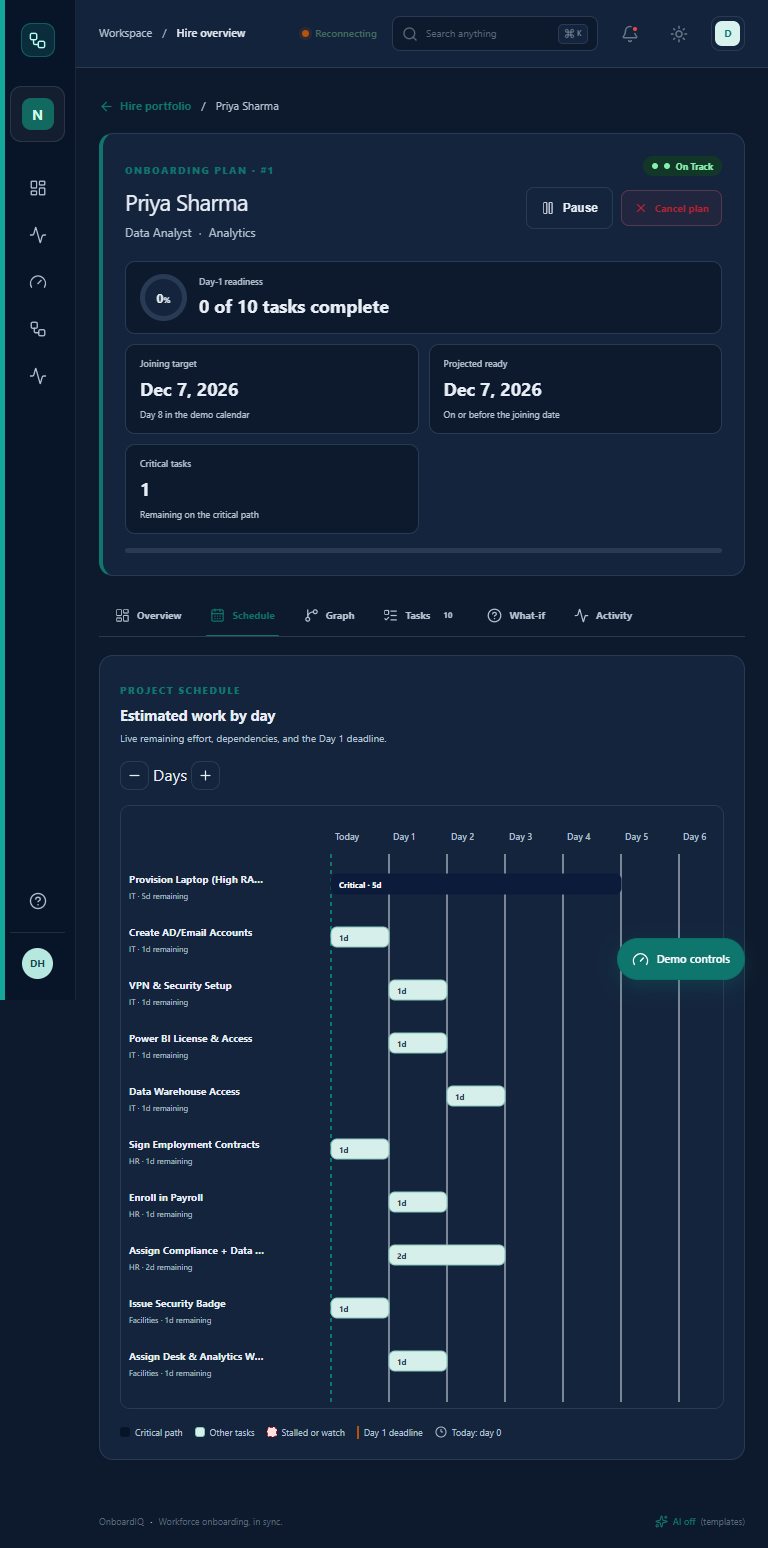 Workspace / Hire overview
Reconnecting
Search anything
⌘ K
D
N
Hire portfolio / Priya Sharma
ONBOARDING PLAN · #1
On Track
Priya Sharma
Data Analyst · Analytics
Pause
Cancel plan
0%
Day-1 readiness
0 of 10 tasks complete
Joining target
Dec 7, 2026
Day 8 in the demo calendar
Projected ready
Dec 7, 2026
On or before the joining date
Critical tasks
1
Remaining on the critical path
Overview
Schedule
Graph
Tasks 10
What-if
Activity
PROJECT SCHEDULE
Estimated work by day
Live remaining effort, dependencies, and the Day 1 deadline.
− Days +
Today Day 1 Day 2 Day 3 Day 4 Day 5 Day 6
Provision Laptop (High RA...
IT · 5d remaining
Critical · 5d
Create AD/Email Accounts
IT · 1d remaining
1d
VPN & Security Setup
IT · 1d remaining
1d
Power BI License & Access
IT · 1d remaining
1d
Data Warehouse Access
IT · 1d remaining
1d
Sign Employment Contracts
HR · 1d remaining
1d
Enroll in Payroll
HR · 1d remaining
1d
Assign Compliance + Data ...
HR · 2d remaining
2d
Issue Security Badge
Facilities · 1d remaining
1d
Assign Desk & Analytics W...
Facilities · 1d remaining
1d
Demo controls
DH
Critical path
Other tasks
Stalled or watch
Day 1 deadline
Today: day 0
OnboardIQ · Workforce onboarding, in sync.
AI off (templates)